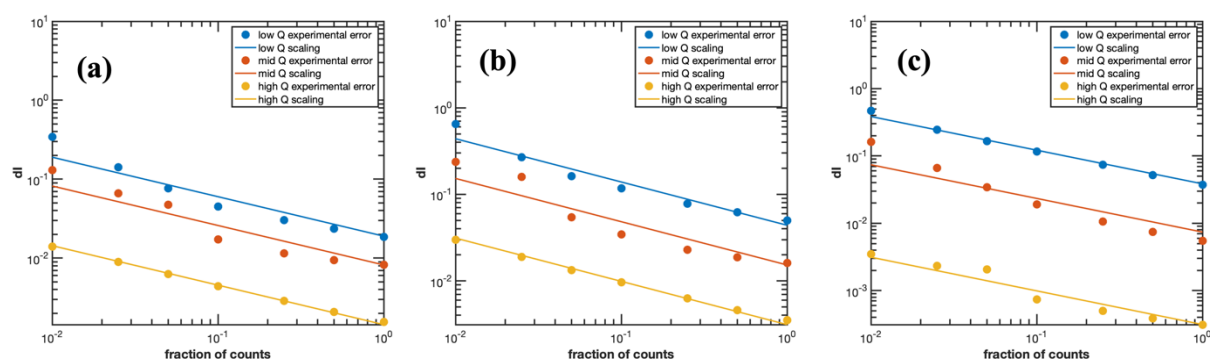 (a)
10^1
10^0
10^-1
10^-2
dI
10^-2
10^-1
10^0
fraction of counts
low Q experimental error
low Q scaling
mid Q experimental error
mid Q scaling
high Q experimental error
high Q scaling
(b)
10^1
10^0
10^-1
10^-2
dI
10^-2
10^-1
10^0
fraction of counts
low Q experimental error
low Q scaling
mid Q experimental error
mid Q scaling
high Q experimental error
high Q scaling
(c)
10^1
10^0
10^-1
10^-2
10^-3
dI
10^-2
10^-1
10^0
fraction of counts
low Q experimental error
low Q scaling
mid Q experimental error
mid Q scaling
high Q experimental error
high Q scaling